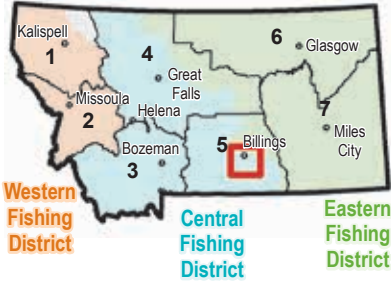 Kalispell
1
4
6
Glasgow
Great
Falls
Missoula
2
Helena
7
Miles
City
Bozeman
3
5
Billings
Western
Fishing
District
Central
Fishing
District
Eastern
Fishing
District